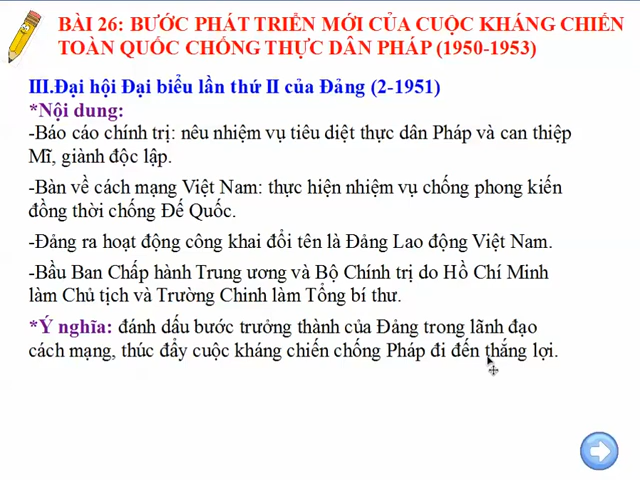 BÀI 26: BƯỚC PHÁT TRIỂN MỚI CỦA CUỘC KHÁNG CHIẾN
TOÀN QUỐC CHỐNG THỰC DÂN PHÁP (1950-1953)
III.Đại hội Đại biểu lần thứ II của Đảng (2-1951)
*Nội dung:
-Báo cáo chính trị: nêu nhiệm vụ tiêu diệt thực dân Pháp và can thiệp
Mĩ, giành độc lập.
-Bàn về cách mạng Việt Nam: thực hiện nhiệm vụ chống phong kiến
đồng thời chống Đế Quốc.
-Đảng ra hoạt động công khai đổi tên là Đảng Lao động Việt Nam.
-Bầu Ban Chấp hành Trung ương và Bộ Chính trị do Hồ Chí Minh
làm Chủ tịch và Trường Chinh làm Tổng bí thư.
*Ý nghĩa: đánh dấu bước trưởng thành của Đảng trong lãnh đạo
cách mạng, thúc đẩy cuộc kháng chiến chống Pháp đi đến thắng lợi.